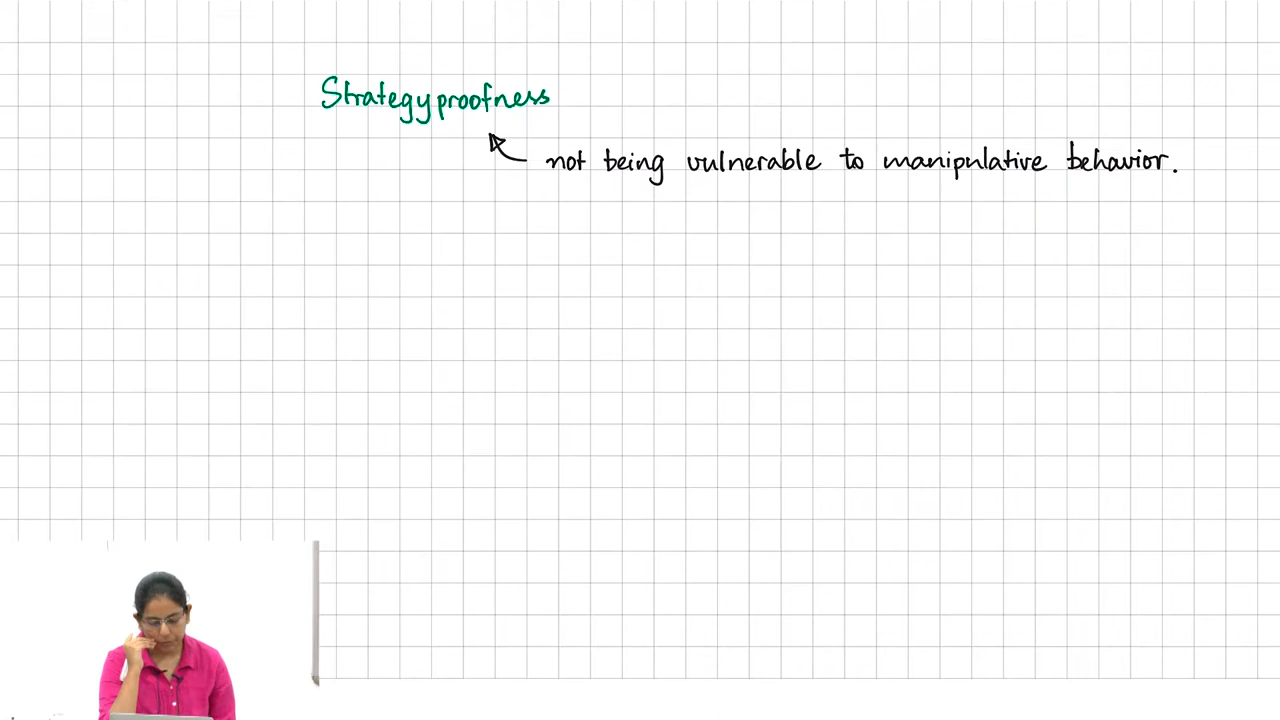 Strategyproofness
not being vulnerable to manipulative behavior.